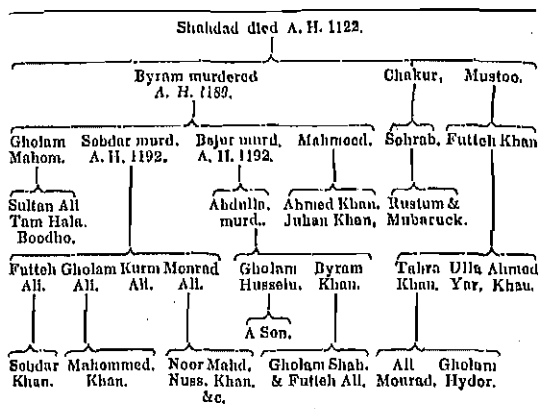 Shahdad died A. H. 1122.
Byram murdered Chakur, Mustoo.
A. H. 1189.
Gholam Sobdar murd. Bejur murd. Mahmood. Sohrab. Futteh Khan
Mahom. A. H. 1192. A. H. 1192.
Sultan Ali Abdulla. Ahmed Khan. Rustum &
Tam Hala. murd.. Juhan Khan, Mubaruck.
Boodho.
Futteh Gholam Kurm Monrad Gholam Byram Tahra Ulla Ahmed
Ali. Ali. Ali. Ali. Hussein. Khan. Khan. Yar, Khan.
A Son.
Sobdar Mahommed. Noor Mahd. Gholam Shah. Ali Gholam
Khan. Khan. Nuss. Khan. & Futteh Ali, Mourad, Hydor.
&c.